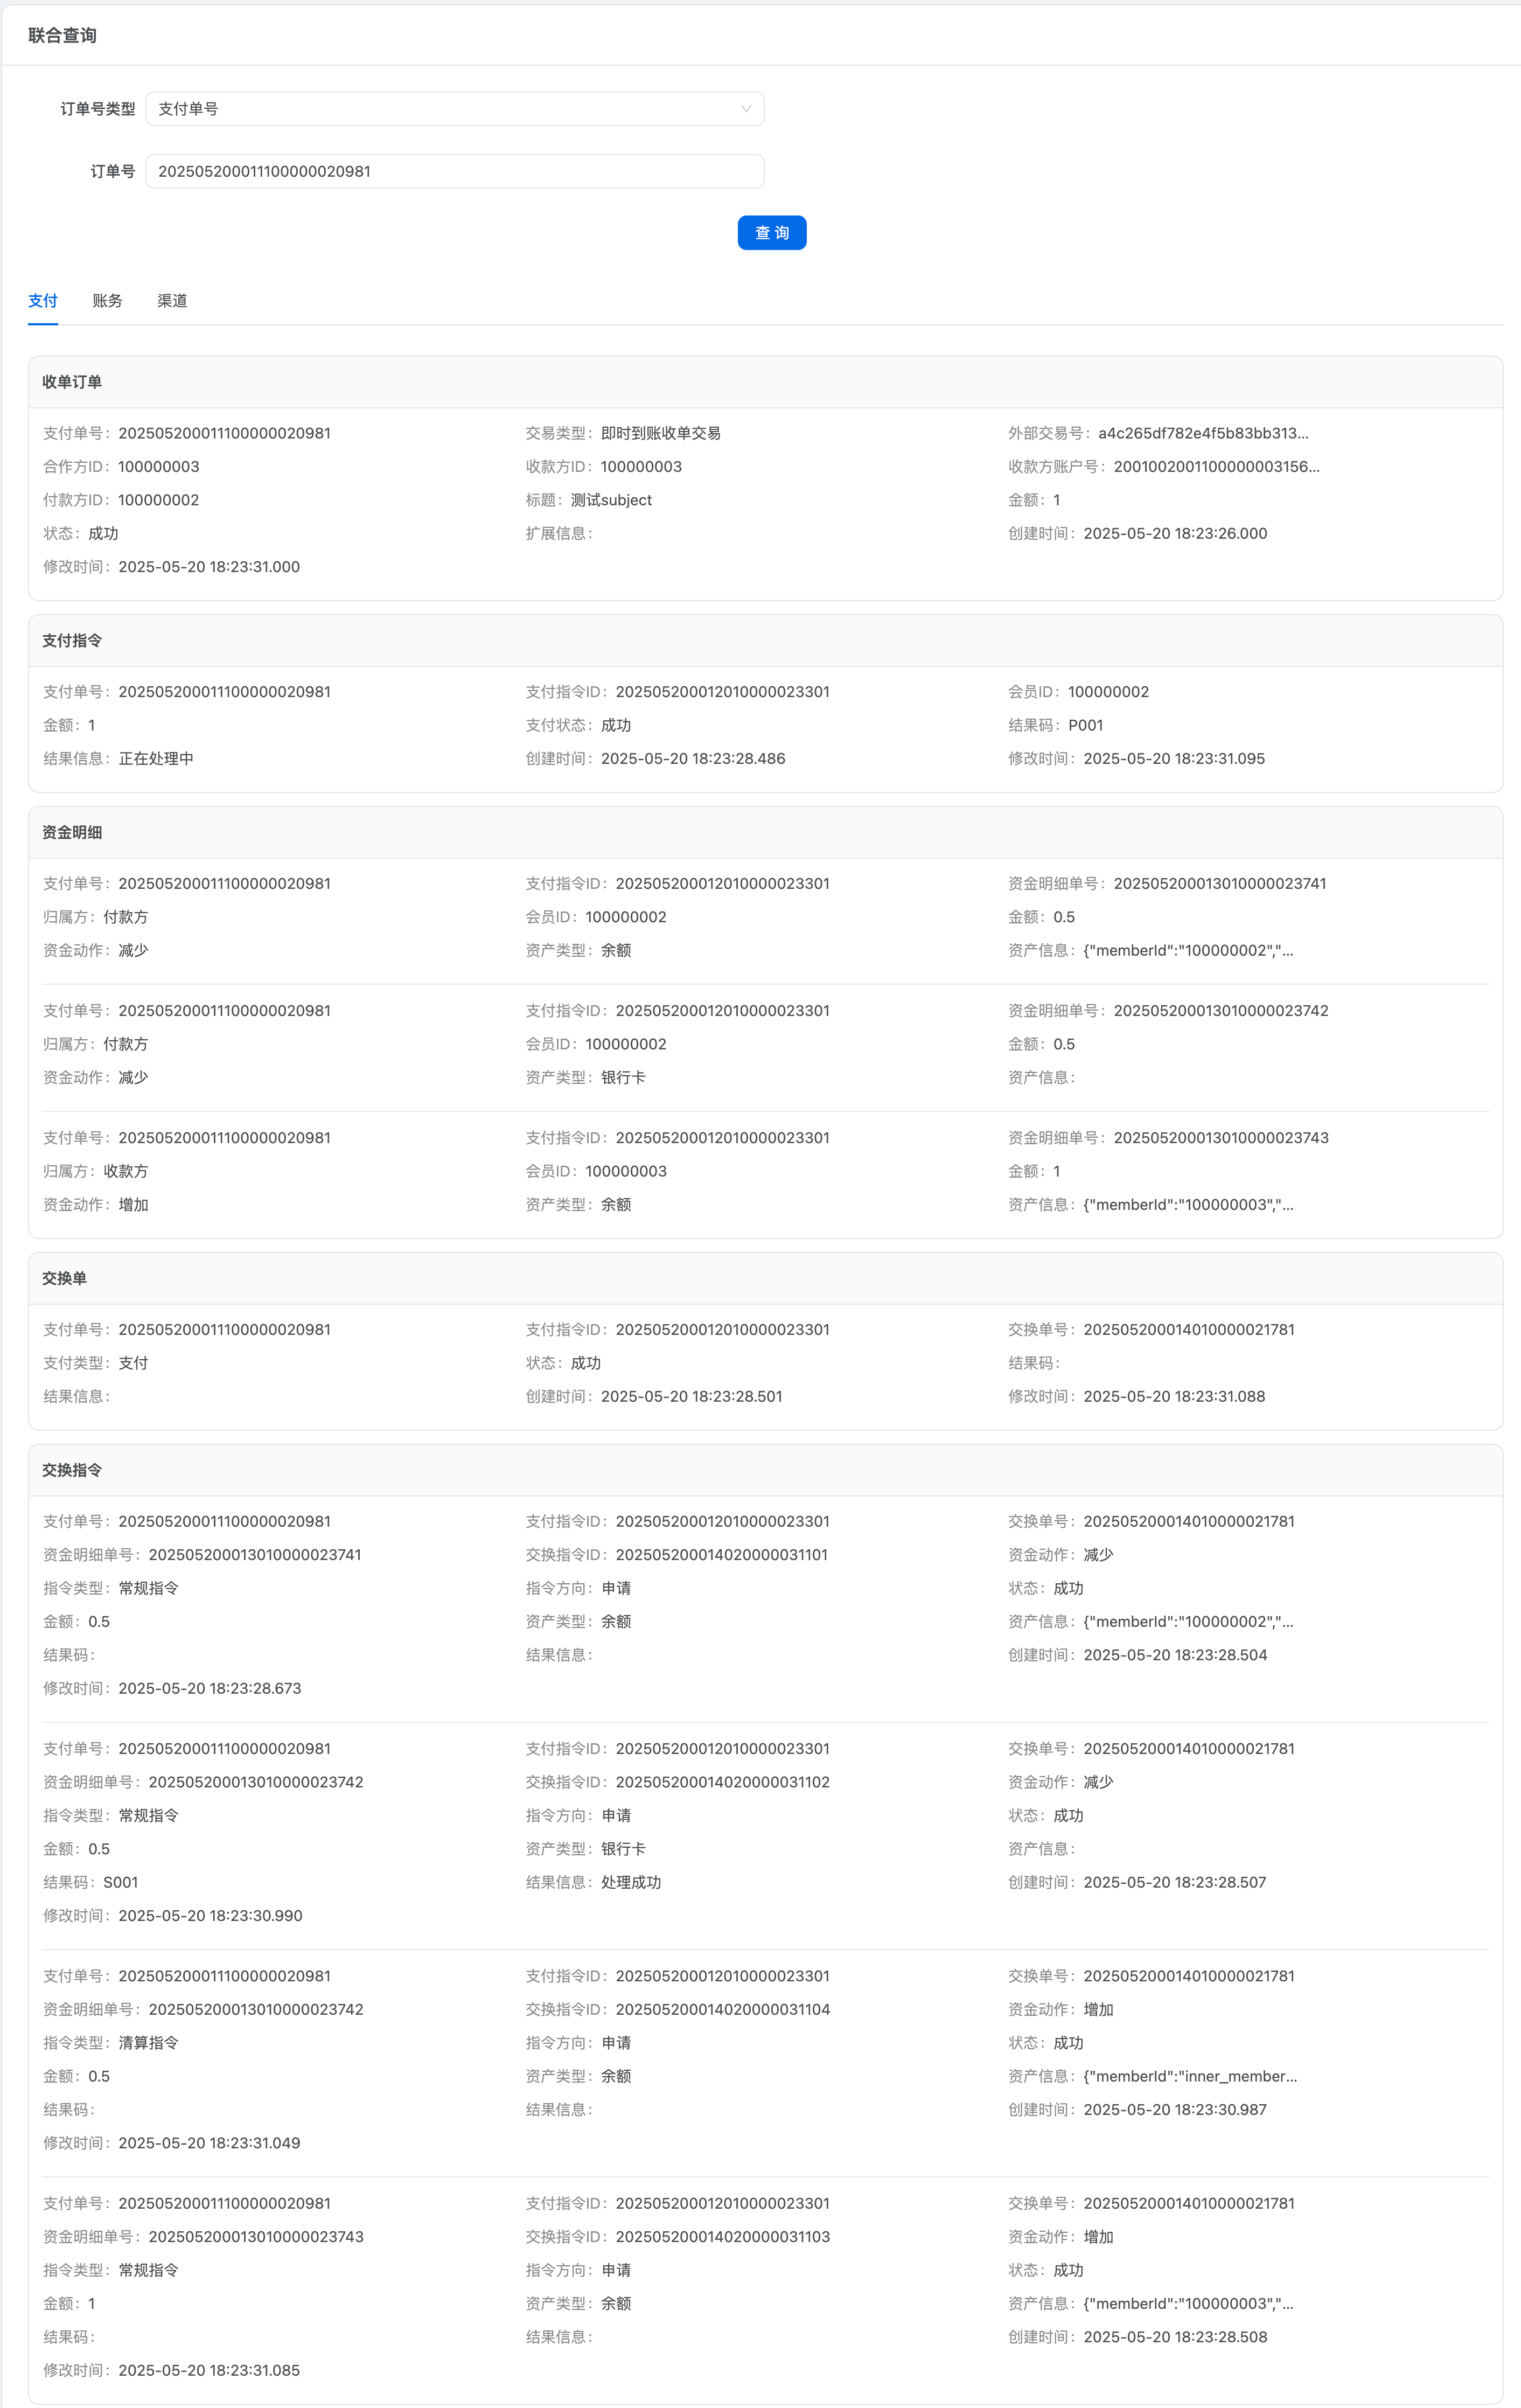 联合查询
订单号类型 支付单号
订单号 202505200011100000020981
查 询
支付 账务 渠道
收单订单
支付单号: 202505200011100000020981 交易类型: 即时到账收单交易 外部交易号: a4c265df782e4f5b83bb313...
合作方ID: 100000003 收款方ID: 100000003 收款方账户号: 2001002001100000003156...
付款方ID: 100000002 标题: 测试subject 金额: 1
状态: 成功 扩展信息: 创建时间: 2025-05-20 18:23:26.000
修改时间: 2025-05-20 18:23:31.000
支付指令
支付单号: 202505200011100000020981 支付指令ID: 202505200012010000023301 会员ID: 100000002
金额: 1 支付状态: 成功 结果码: P001
结果信息: 正在处理中 创建时间: 2025-05-20 18:23:28.486 修改时间: 2025-05-20 18:23:31.095
资金明细
支付单号: 202505200011100000020981 支付指令ID: 202505200012010000023301 资金明细单号: 202505200013010000023741
归属方: 付款方 会员ID: 100000002 金额: 0.5
资金动作: 减少 资产类型: 余额 资产信息: {"memberId":"100000002","...
支付单号: 202505200011100000020981 支付指令ID: 202505200012010000023301 资金明细单号: 202505200013010000023742
归属方: 付款方 会员ID: 100000002 金额: 0.5
资金动作: 减少 资产类型: 银行卡 资产信息:
支付单号: 202505200011100000020981 支付指令ID: 202505200012010000023301 资金明细单号: 202505200013010000023743
归属方: 收款方 会员ID: 100000003 金额: 1
资金动作: 增加 资产类型: 余额 资产信息: {"memberId":"100000003","...
交换单
支付单号: 202505200011100000020981 支付指令ID: 202505200012010000023301 交换单号: 202505200014010000021781
支付类型: 支付 状态: 成功 结果码:
结果信息: 创建时间: 2025-05-20 18:23:28.501 修改时间: 2025-05-20 18:23:31.088
交换指令
支付单号: 202505200011100000020981 支付指令ID: 202505200012010000023301 交换单号: 202505200014010000021781
资金明细单号: 202505200013010000023741 交换指令ID: 202505200014020000031101 资金动作: 减少
指令类型: 常规指令 指令方向: 申请 状态: 成功
金额: 0.5 资产类型: 余额 资产信息: {"memberId":"100000002","...
结果码: 结果信息: 创建时间: 2025-05-20 18:23:28.504
修改时间: 2025-05-20 18:23:28.673
支付单号: 202505200011100000020981 支付指令ID: 202505200012010000023301 交换单号: 202505200014010000021781
资金明细单号: 202505200013010000023742 交换指令ID: 202505200014020000031102 资金动作: 减少
指令类型: 常规指令 指令方向: 申请 状态: 成功
金额: 0.5 资产类型: 银行卡 资产信息:
结果码: S001 结果信息: 处理成功 创建时间: 2025-05-20 18:23:28.507
修改时间: 2025-05-20 18:23:30.990
支付单号: 202505200011100000020981 支付指令ID: 202505200012010000023301 交换单号: 202505200014010000021781
资金明细单号: 202505200013010000023742 交换指令ID: 202505200014020000031104 资金动作: 增加
指令类型: 清算指令 指令方向: 申请 状态: 成功
金额: 0.5 资产类型: 余额 资产信息: {"memberId":"inner_member...
结果码: 结果信息: 创建时间: 2025-05-20 18:23:30.987
修改时间: 2025-05-20 18:23:31.049
支付单号: 202505200011100000020981 支付指令ID: 202505200012010000023301 交换单号: 202505200014010000021781
资金明细单号: 202505200013010000023743 交换指令ID: 202505200014020000031103 资金动作: 增加
指令类型: 常规指令 指令方向: 申请 状态: 成功
金额: 1 资产类型: 余额 资产信息: {"memberId":"100000003","...
结果码: 结果信息: 创建时间: 2025-05-20 18:23:28.508
修改时间: 2025-05-20 18:23:31.085